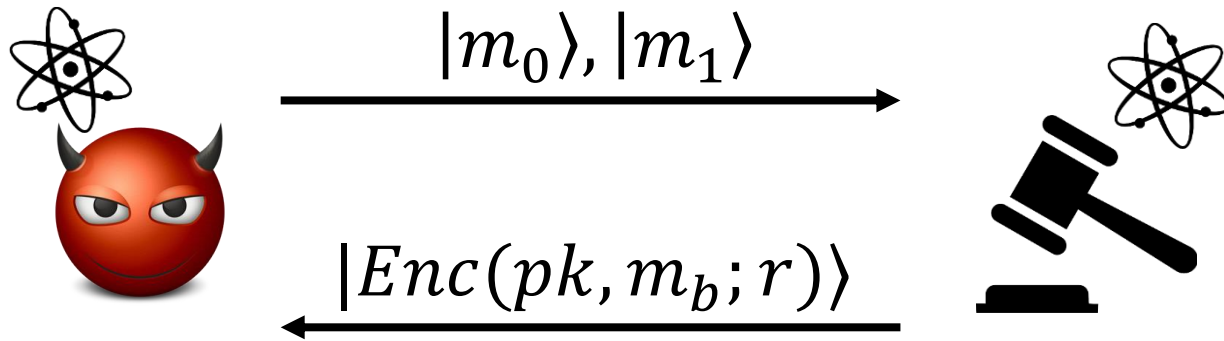 |m₀⟩, |m₁⟩
|Enc(pk, m_b; r)⟩